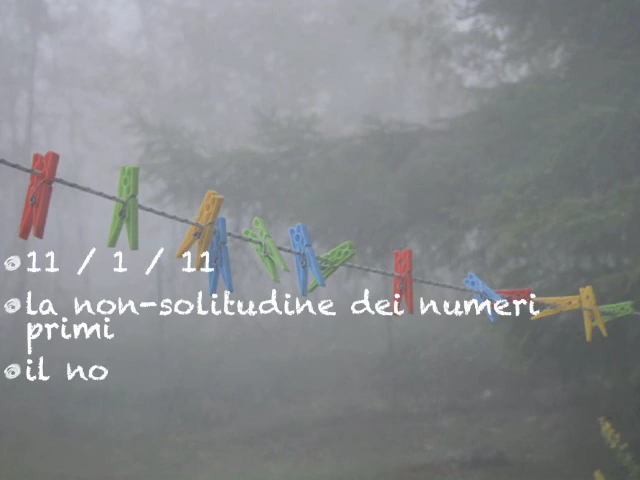 11 / 1 / 11
la non-solitudine dei numeri
primi
il no